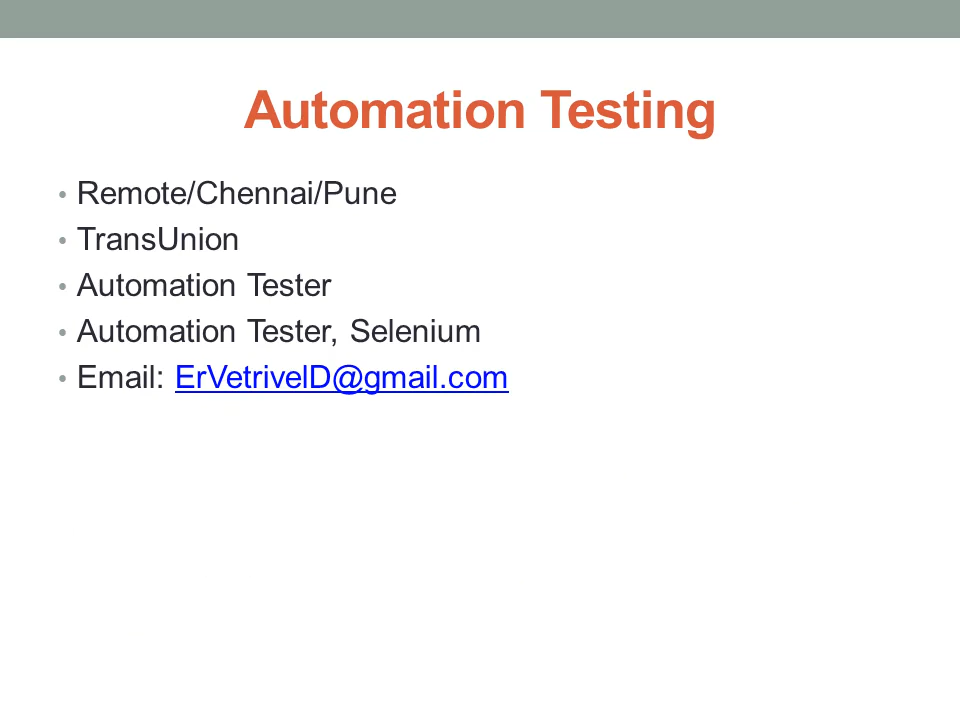 Automation Testing
• Remote/Chennai/Pune
• TransUnion
• Automation Tester
• Automation Tester, Selenium
• Email: ErVetrivelD@gmail.com